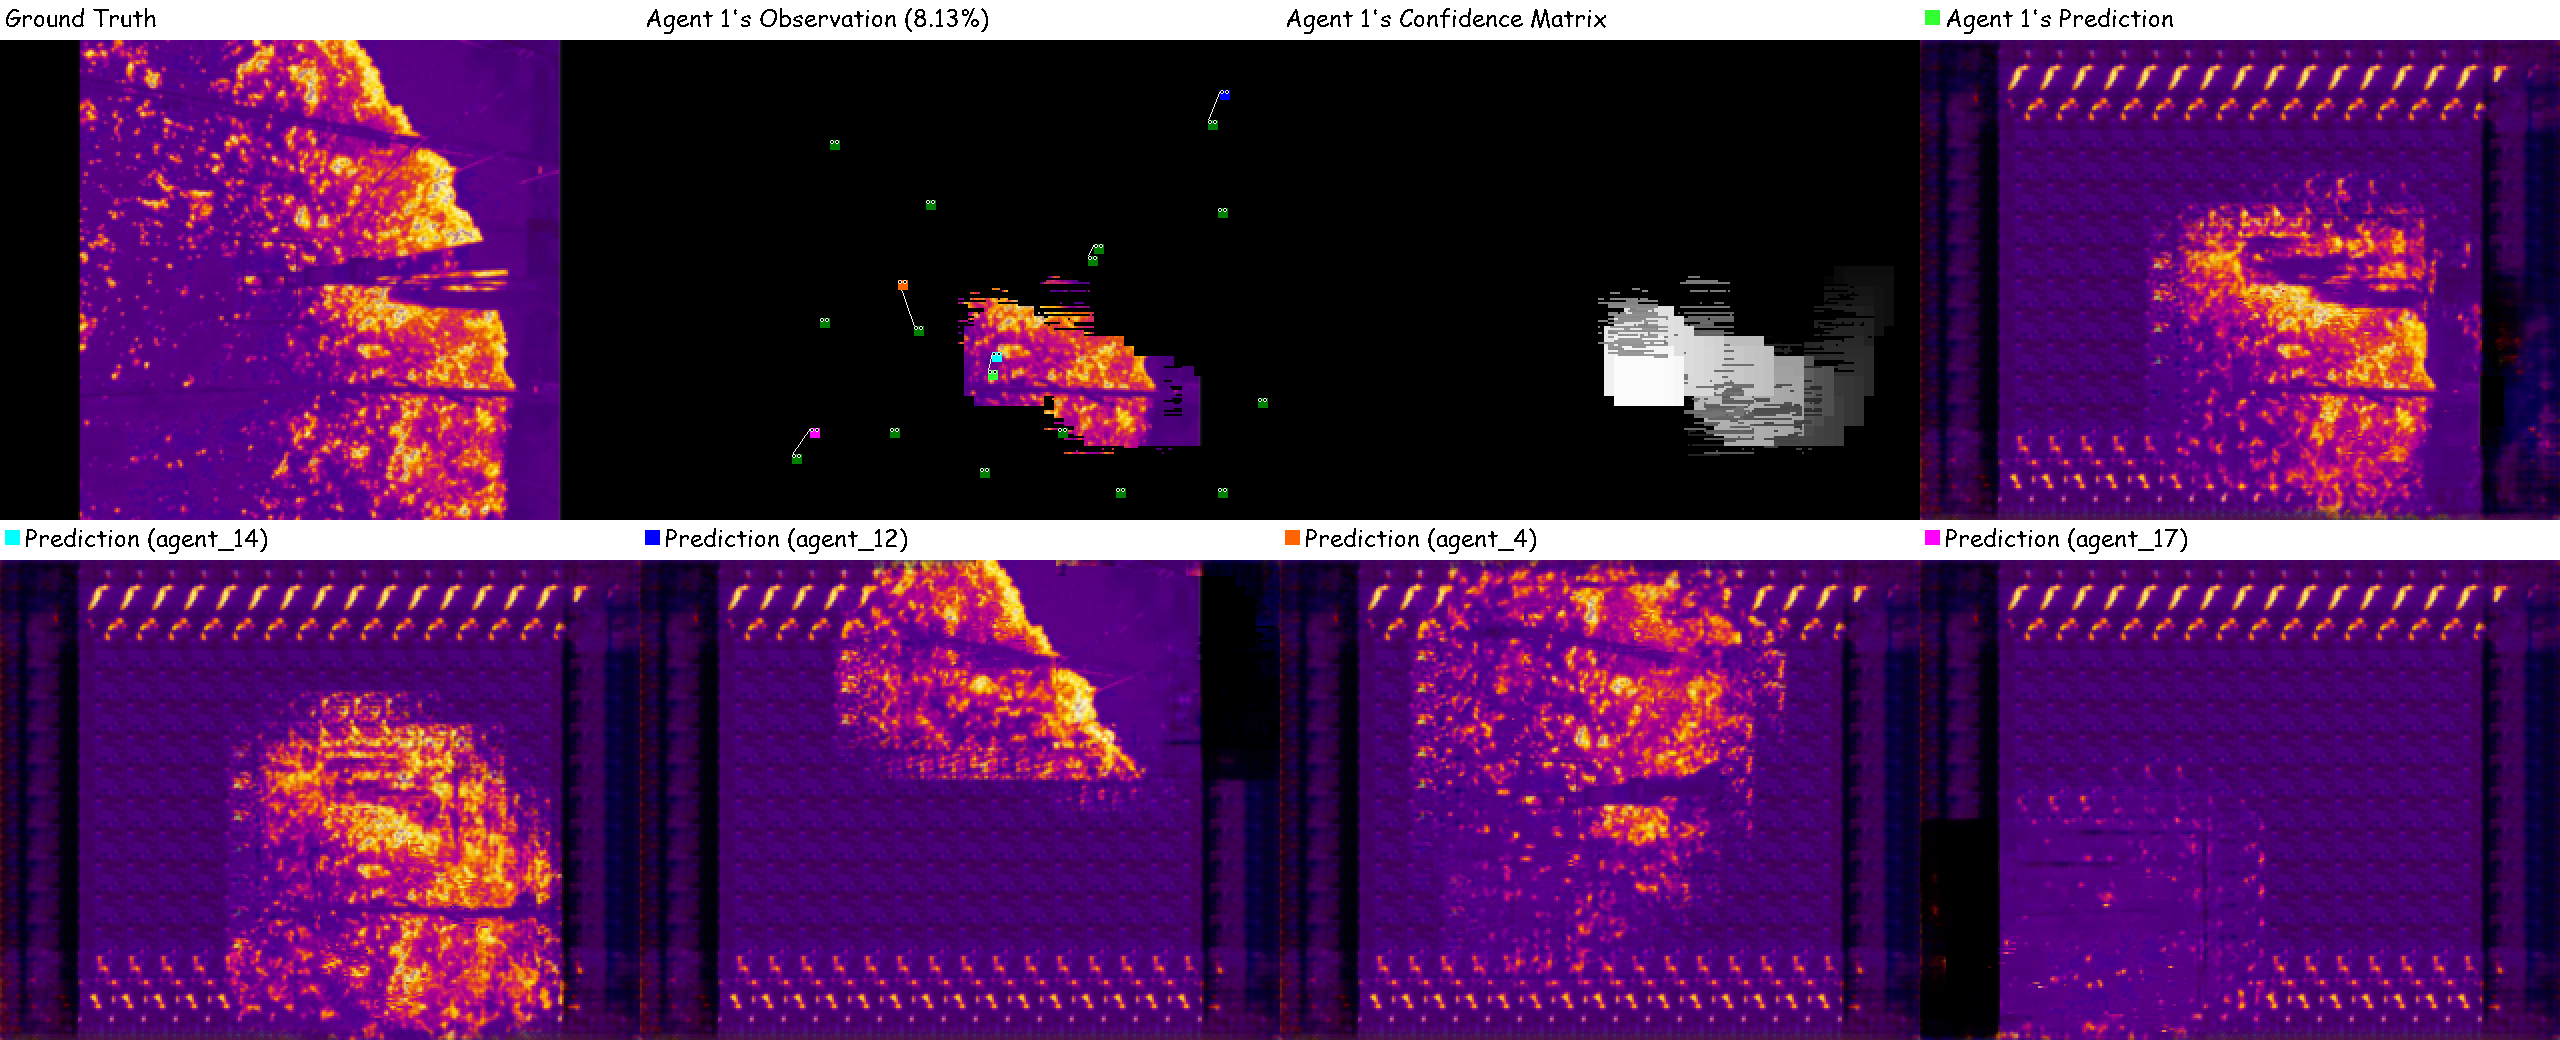 Ground Truth
Agent 1's Observation (8.13%)
Agent 1's Confidence Matrix
Agent 1's Prediction
Prediction (agent_14)
Prediction (agent_12)
Prediction (agent_4)
Prediction (agent_17)